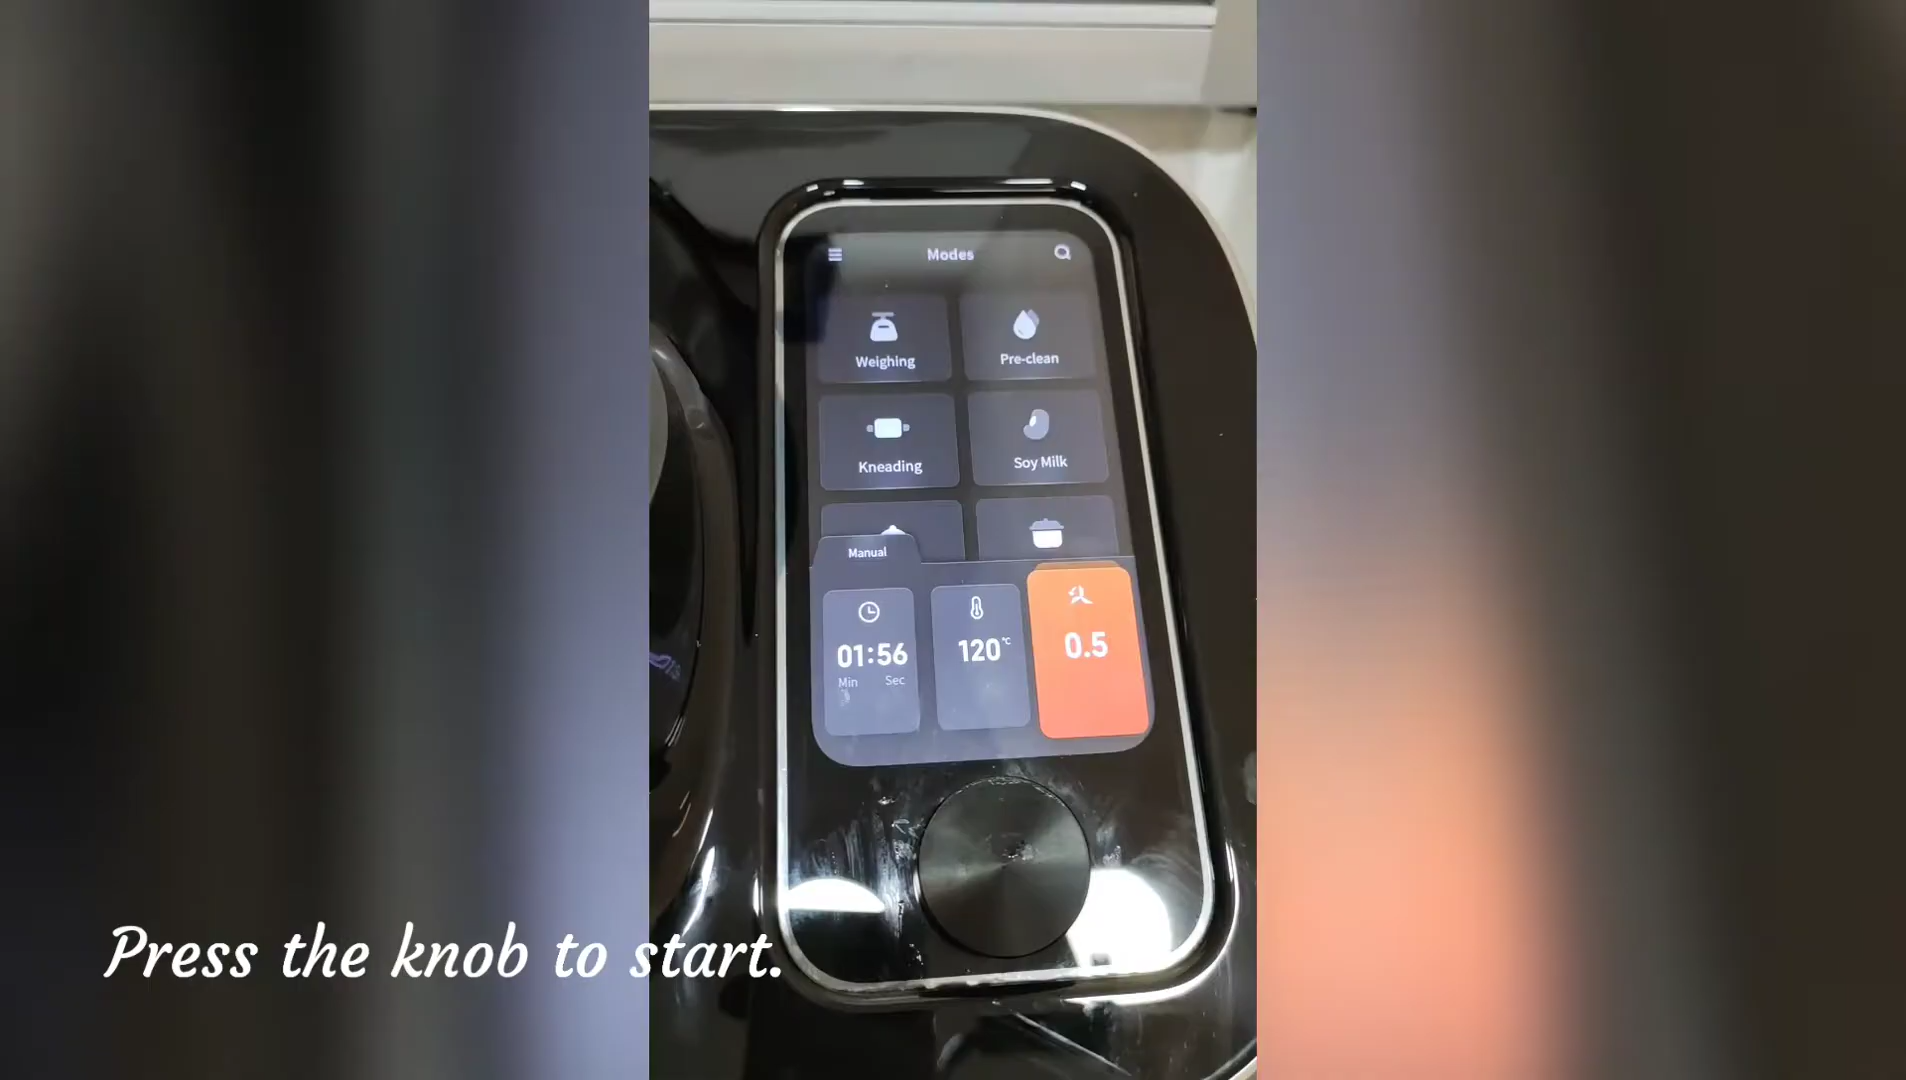 Modes
Weighing
Pre-clean
Kneading
Soy Milk
Manual
01:56
Min Sec
120℃
0.5
Press the knob to start.